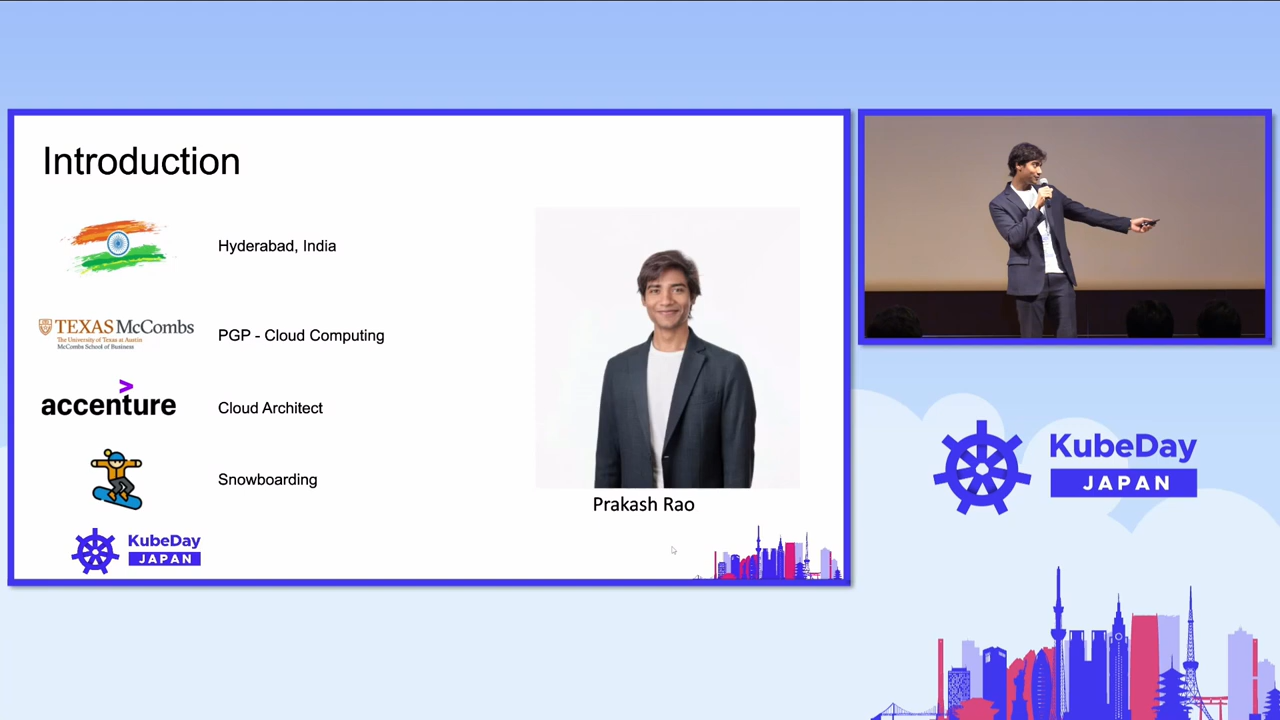 Introduction
Hyderabad, India
TEXAS McCombs
The University of Texas at Austin
McCombs School of Business
PGP - Cloud Computing
accenture
Cloud Architect
Snowboarding
Prakash Rao
KubeDay
JAPAN
KubeDay
JAPAN